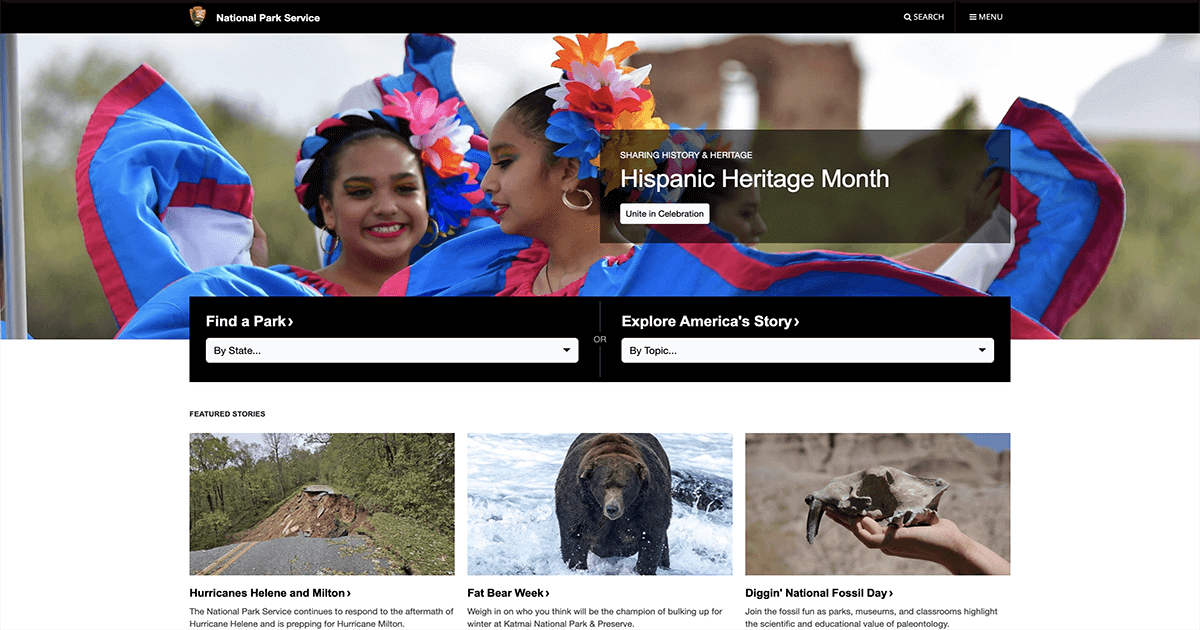 National Park Service
SEARCH
MENU
SHARING HISTORY & HERITAGE
Hispanic Heritage Month
Unite in Celebration
Find a Park›
By State...
OR
Explore America's Story›
By Topic...
FEATURED STORIES
Hurricanes Helene and Milton›
The National Park Service continues to respond to the aftermath of
Hurricane Helene and is prepping for Hurricane Milton.
Fat Bear Week›
Weigh in on who you think will be the champion of bulking up for
winter at Katmai National Park & Preserve.
Diggin' National Fossil Day›
Join the fossil fun as parks, museums, and classrooms highlight
the scientific and educational value of paleontology.